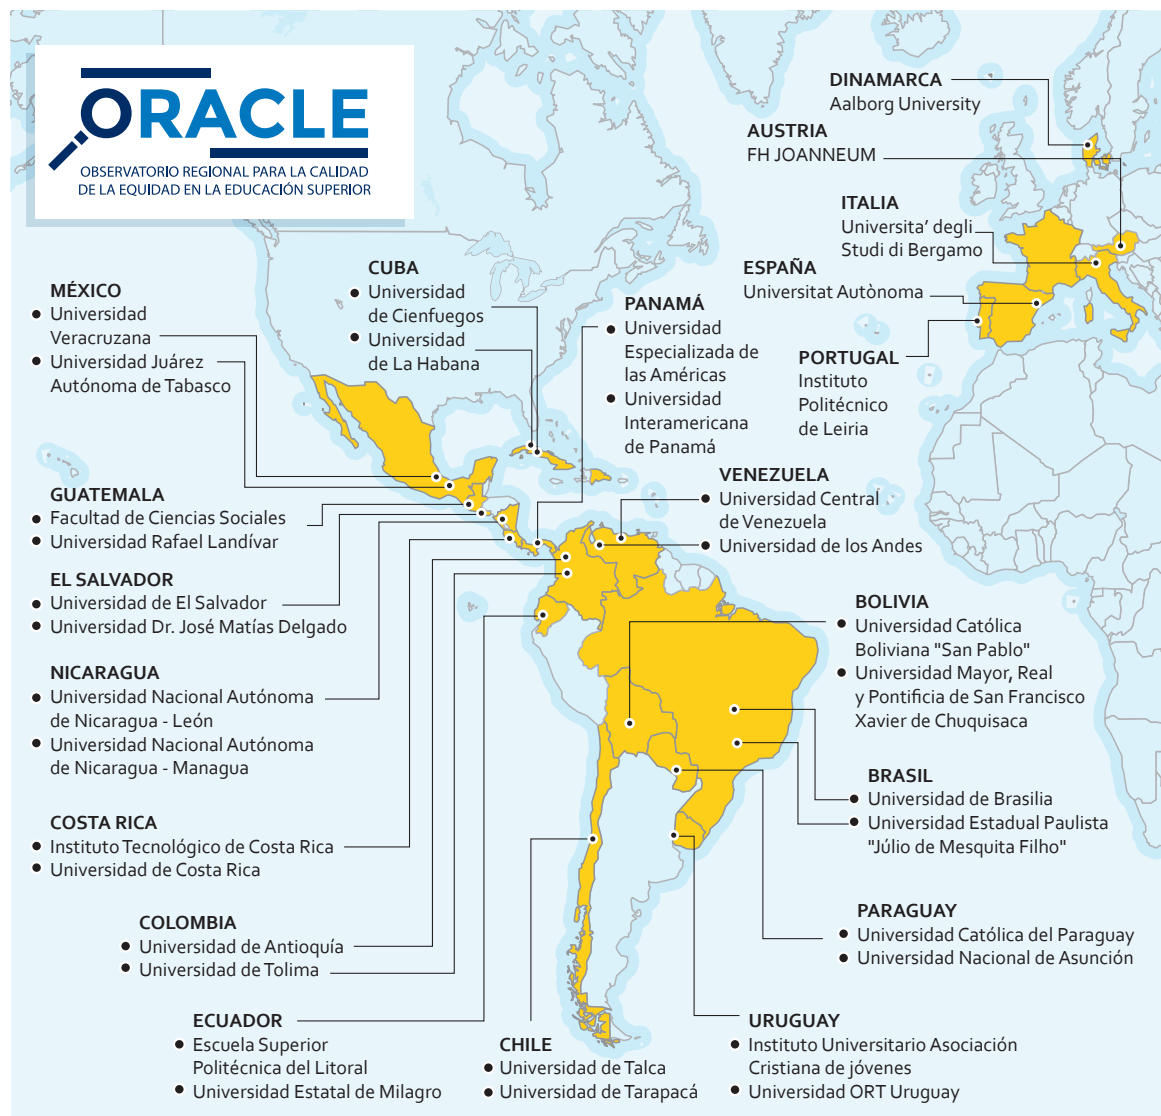 ORACLE
OBSERVATORIO REGIONAL PARA LA CALIDAD
DE LA EQUIDAD EN LA EDUCACIÓN SUPERIOR
DINAMARCA
Aalborg University
AUSTRIA
FH JOANNEUM
ITALIA
Universita' degli
Studi di Bergamo
ESPAÑA
Universitat Autònoma
PORTUGAL
Instituto
Politécnico
de Leiria
CUBA
Universidad
de Cienfuegos
Universidad
de La Habana
PANAMÁ
Universidad
Especializada de
las Américas
Universidad
Interamericana
de Panamá
MÉXICO
Universidad
Veracruzana
Universidad Juárez
Autónoma de Tabasco
VENEZUELA
Universidad Central
de Venezuela
Universidad de los Andes
GUATEMALA
Facultad de Ciencias Sociales
Universidad Rafael Landívar
EL SALVADOR
Universidad de El Salvador
Universidad Dr. José Matías Delgado
BOLIVIA
Universidad Católica
Boliviana "San Pablo"
Universidad Mayor, Real
y Pontificia de San Francisco
Xavier de Chuquisaca
NICARAGUA
Universidad Nacional Autónoma
de Nicaragua - León
Universidad Nacional Autónoma
de Nicaragua - Managua
BRASIL
Universidad de Brasilia
Universidad Estadual Paulista
"Júlio de Mesquita Filho"
COSTA RICA
Instituto Tecnológico de Costa Rica
Universidad de Costa Rica
COLOMBIA
Universidad de Antioquía
Universidad de Tolima
PARAGUAY
Universidad Católica del Paraguay
Universidad Nacional de Asunción
ECUADOR
Escuela Superior
Politécnica del Litoral
Universidad Estatal de Milagro
CHILE
Universidad de Talca
Universidad de Tarapacá
URUGUAY
Instituto Universitario Asociación
Cristiana de jóvenes
Universidad ORT Uruguay